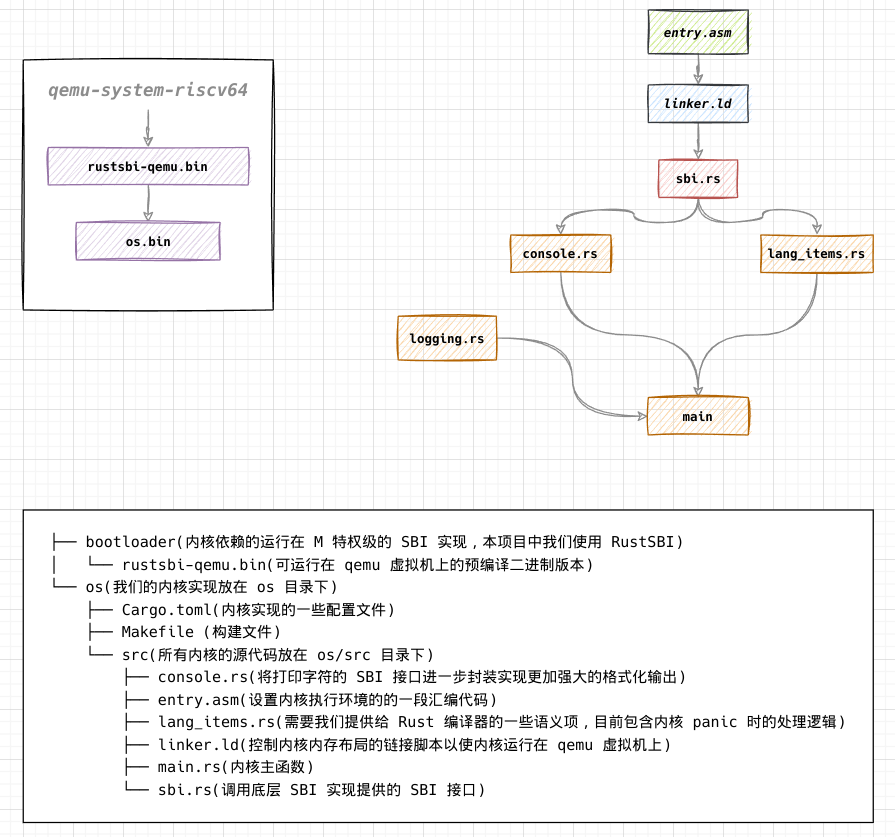 entry.asm
qemu-system-riscv64
linker.ld
rustsbi-qemu.bin
sbi.rs
os.bin
console.rs
lang_items.rs
logging.rs
main
├── bootloader(内核依赖的运行在 M 特权级的 SBI 实现，本项目中我们使用 RustSBI)
│   └── rustsbi-qemu.bin(可运行在 qemu 虚拟机上的预编译二进制版本)
└── os(我们的内核实现放在 os 目录下)
    ├── Cargo.toml(内核实现的一些配置文件)
    ├── Makefile (构建文件)
    └── src(所有内核的源代码放在 os/src 目录下)
        ├── console.rs(将打印字符的 SBI 接口进一步封装实现更加强大的格式化输出)
        ├── entry.asm(设置内核执行环境的的一段汇编代码)
        ├── lang_items.rs(需要我们提供给 Rust 编译器的一些语义项，目前包含内核 panic 时的处理逻辑)
        ├── linker.ld(控制内核内存布局的链接脚本以使内核运行在 qemu 虚拟机上)
        ├── main.rs(内核主函数)
        └── sbi.rs(调用底层 SBI 实现提供的 SBI 接口)